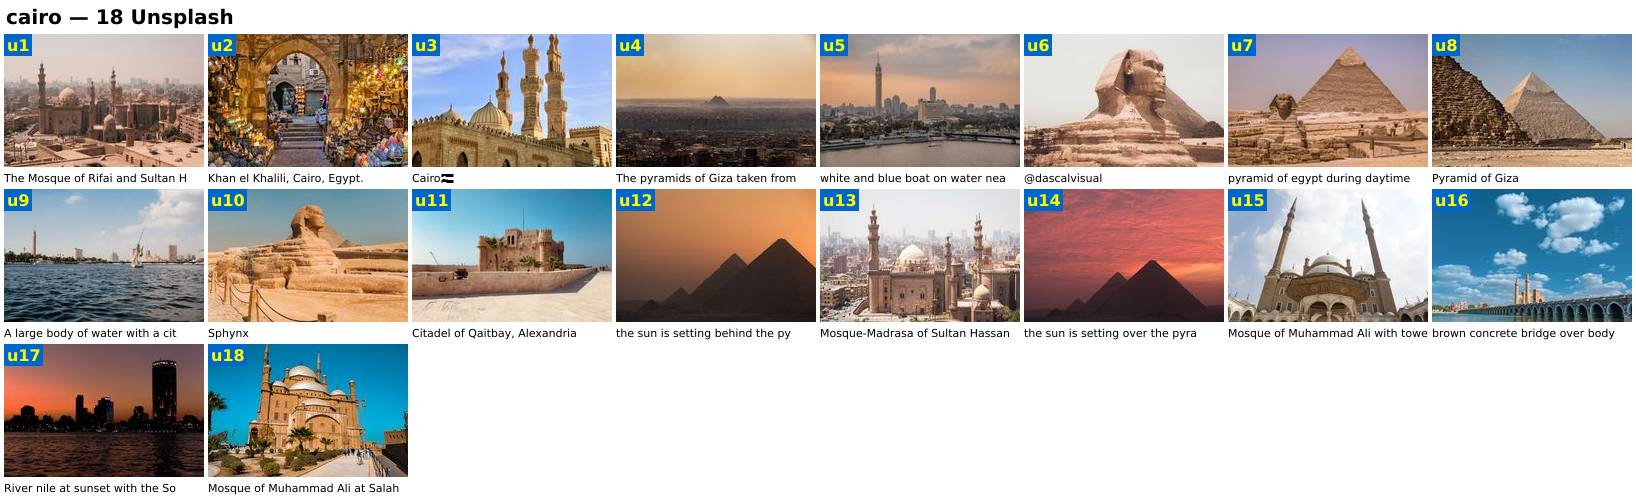 cairo — 18 Unsplash
u1 u2 u3 u4 u5 u6 u7 u8
The Mosque of Rifai and Sultan H
Khan el Khalili, Cairo, Egypt.
Cairo
The pyramids of Giza taken from
white and blue boat on water nea
@dascalvisual
pyramid of egypt during daytime
Pyramid of Giza
u9 u10 u11 u12 u13 u14 u15 u16
A large body of water with a cit
Sphynx
Citadel of Qaitbay, Alexandria
the sun is setting behind the py
Mosque-Madrasa of Sultan Hassan
the sun is setting over the pyra
Mosque of Muhammad Ali with towe
brown concrete bridge over body
u17 u18
River nile at sunset with the So
Mosque of Muhammad Ali at Salah